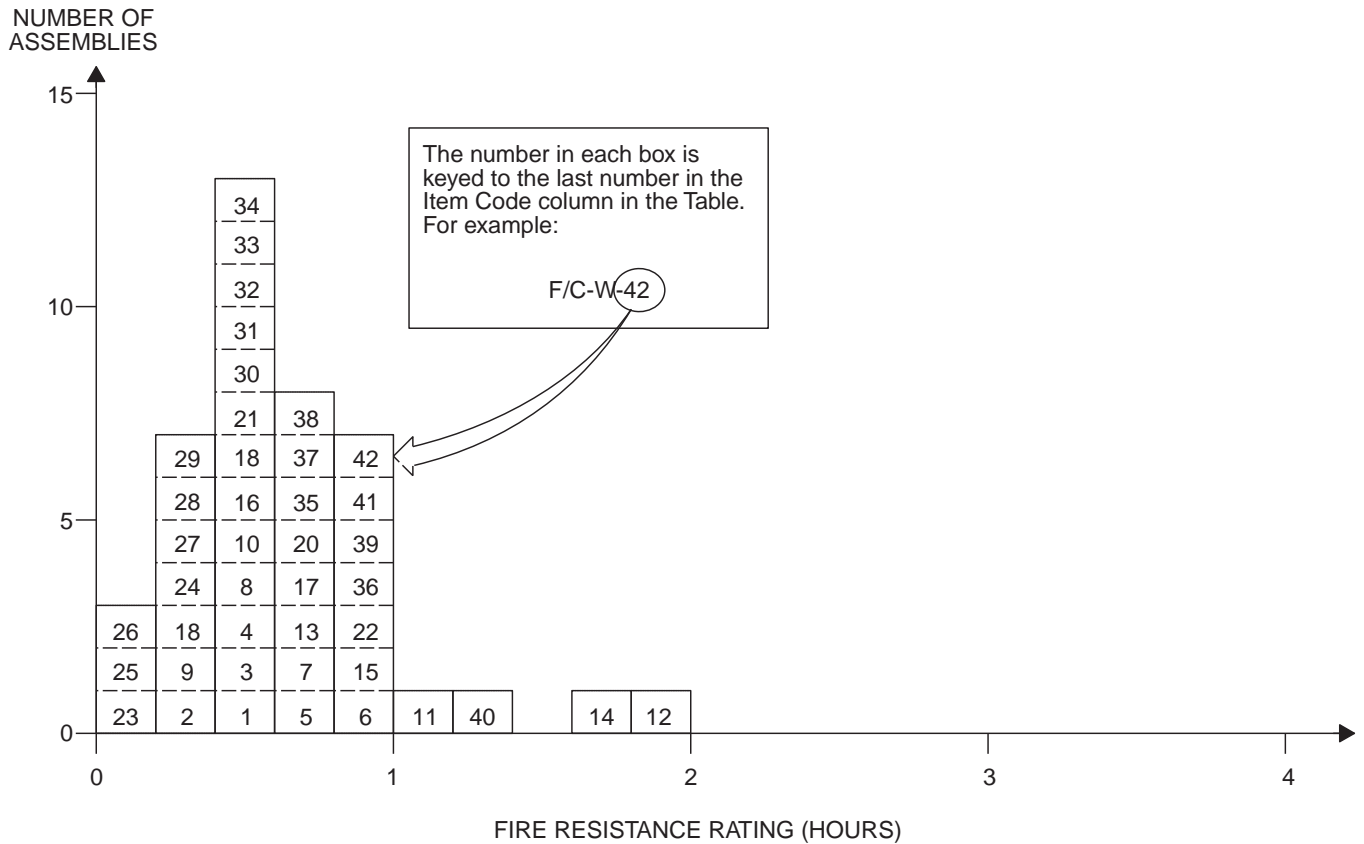 NUMBER OF
ASSEMBLIES
15
The number in each box is
keyed to the last number in the
Item Code column in the Table.
For example:
F/C-W-42
34
33
32
10
31
30
21 38
29 18 37 42
28 16 35 41
5
27 10 20 39
24 8 17 36
26 18 4 13 22
25 9 3 7 15
23 2 1 5 6 11 40 14 12
0
0 1 2 3 4
FIRE RESISTANCE RATING (HOURS)